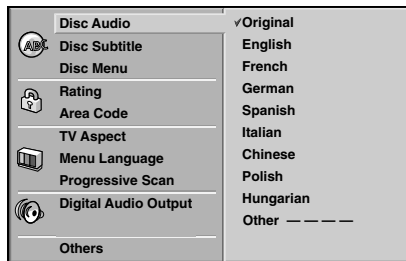 Disc Audio
Disc Subtitle
Disc Menu
Rating
Area Code
TV Aspect
Menu Language
Progressive Scan
Digital Audio Output
Others
✓Original
English
French
German
Spanish
Italian
Chinese
Polish
Hungarian
Other — — — —
ABC